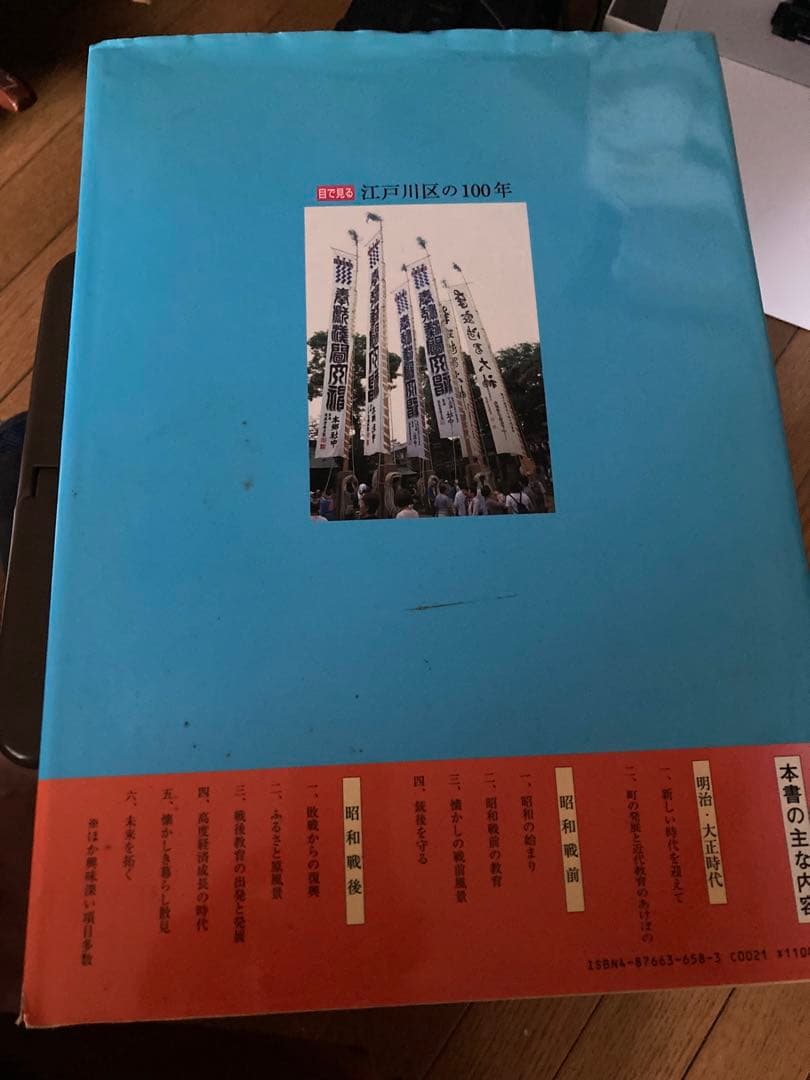 目で見る 江戸川区の100年
本書の主な内容
明治・大正時代
一、新しい時代を迎えて
二、町の発展と近代教育のあけぼの
昭和戦前
一、昭和の始まり
二、昭和戦前の教育
三、懐かしの戦前風景
四、銃後を守る
昭和戦後
一、敗戦からの復興
二、ふるさと原風景
三、戦後教育の出発と発展
四、高度経済成長の時代
五、懐かしき暮らし散見
六、未来を拓く
※ほか興味深い項目多数
ISBN4-87663-658-3 C0021 ¥1100